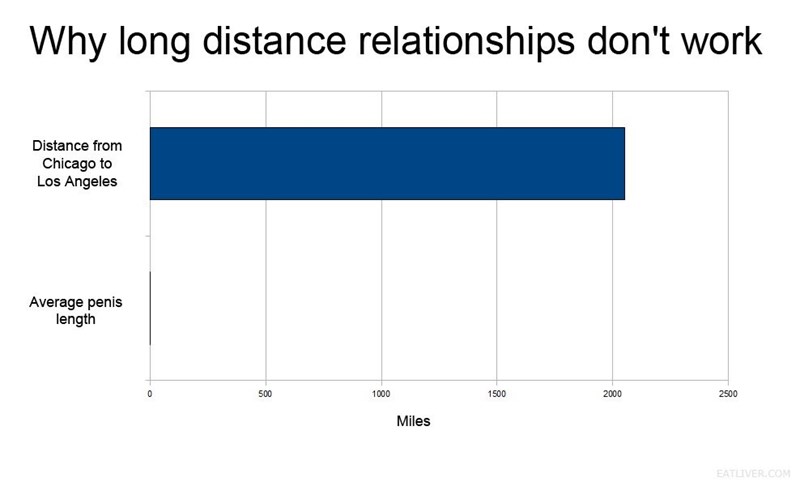 Why long distance relationships don't work
Distance from
Chicago to
Los Angeles
Average penis
length
0 500 1000 1500 2000 2500
Miles
EATLIVER.COM